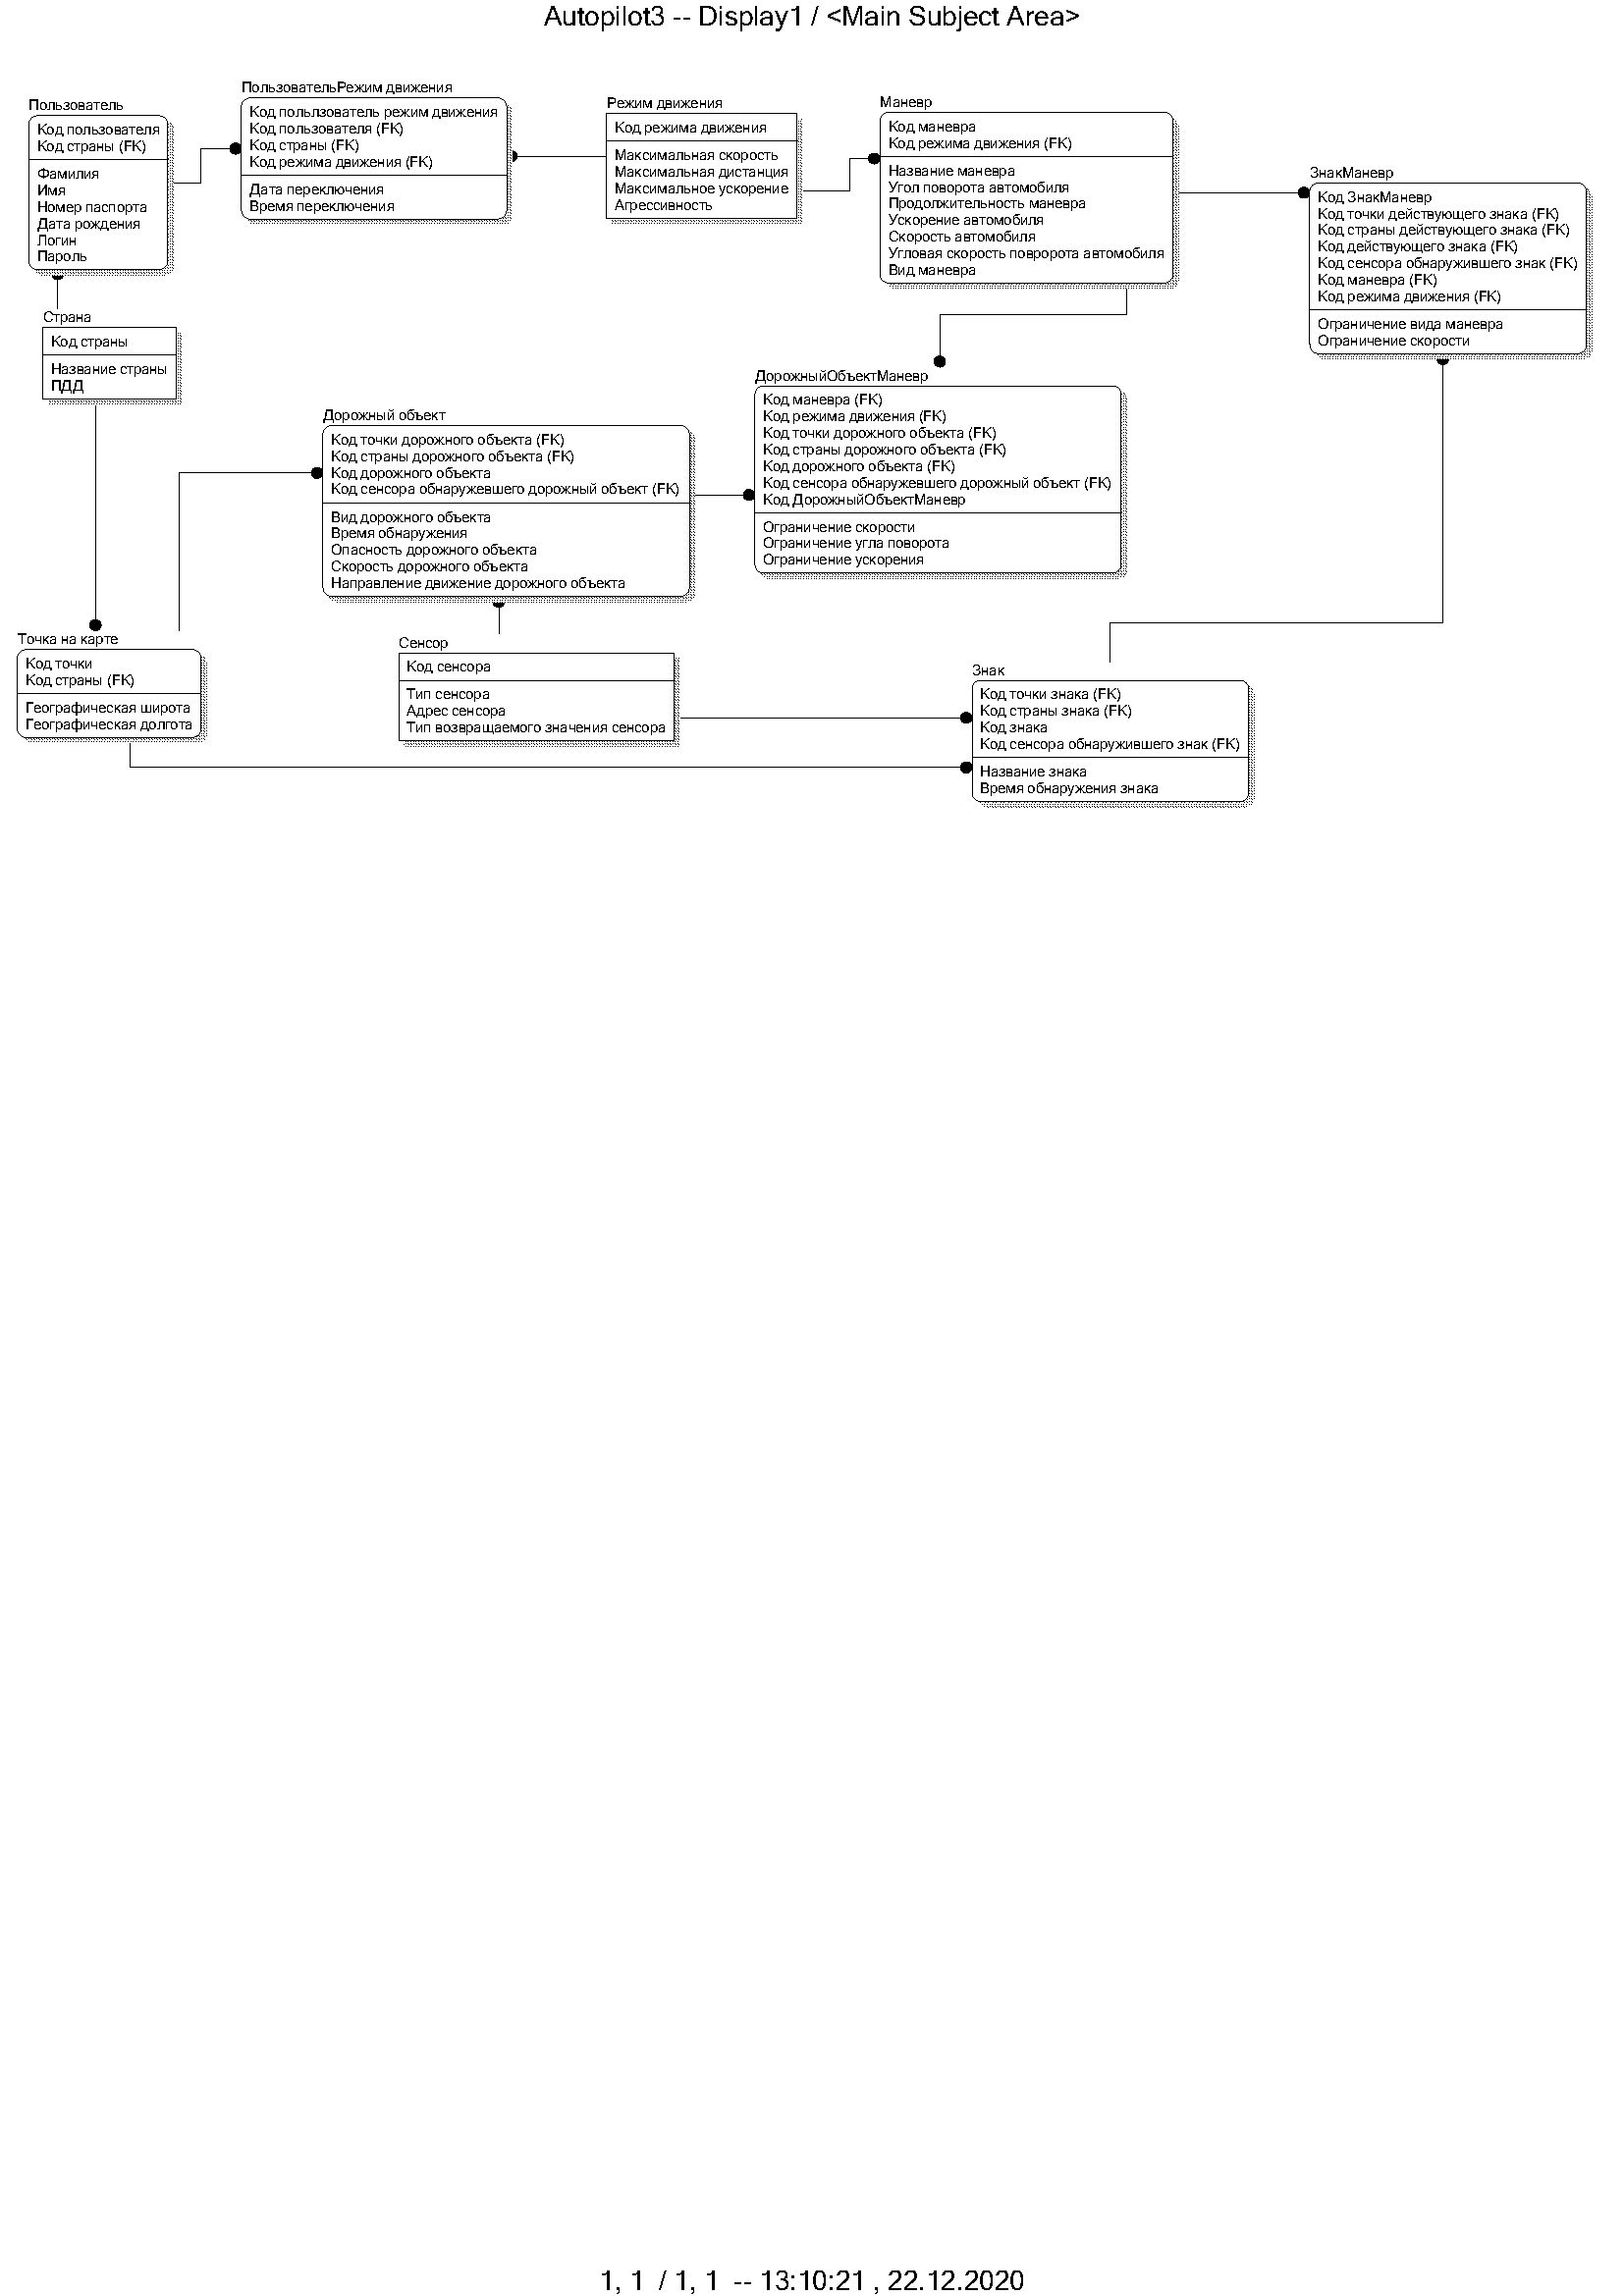 Autopilot3 -- Display1 / <Main Subject Area>
Пользователь
Код пользователя
Код страны (FK)
Фамилия
Имя
Номер паспорта
Дата рождения
Логин
Пароль
ПользовательРежим движения
Код польлзователь режим движения
Код пользователя (FK)
Код страны (FK)
Код режима движения (FK)
Дата переключения
Время переключения
Режим движения
Код режима движения
Максимальная скорость
Максимальная дистанция
Максимальное ускорение
Агрессивность
Маневр
Код маневра
Код режима движения (FK)
Название маневра
Угол поворота автомобиля
Продолжительность маневра
Ускорение автомобиля
Скорость автомобиля
Угловая скорость повророта автомобиля
Вид маневра
ЗнакМаневр
Код ЗнакМаневр
Код точки действующего знака (FK)
Код страны действующего знака (FK)
Код действующего знака (FK)
Код сенсора обнаружившего знак (FK)
Код маневра (FK)
Код режима движения (FK)
Ограничение вида маневра
Ограничение скорости
Страна
Код страны
Название страны
ПДД
Дорожный объект
Код точки дорожного объекта (FK)
Код страны дорожного объекта (FK)
Код дорожного объекта
Код сенсора обнаружевшего дорожный объект (FK)
Вид дорожного объекта
Время обнаружения
Опасность дорожного объекта
Скорость дорожного объекта
Направление движение дорожного объекта
ДорожныйОбъектМаневр
Код маневра (FK)
Код режима движения (FK)
Код точки дорожного объекта (FK)
Код страны дорожного объекта (FK)
Код дорожного объекта (FK)
Код сенсора обнаружевшего дорожный объект (FK)
Код ДорожныйОбъектМаневр
Ограничение скорости
Ограничение угла поворота
Ограничение ускорения
Точка на карте
Код точки
Код страны (FK)
Географическая широта
Географическая долгота
Сенсор
Код сенсора
Тип сенсора
Адрес сенсора
Тип возвращаемого значения сенсора
Знак
Код точки знака (FK)
Код страны знака (FK)
Код знака
Код сенсора обнаружившего знак (FK)
Название знака
Время обнаружения знака
1, 1 / 1, 1 -- 13:10:21 , 22.12.2020